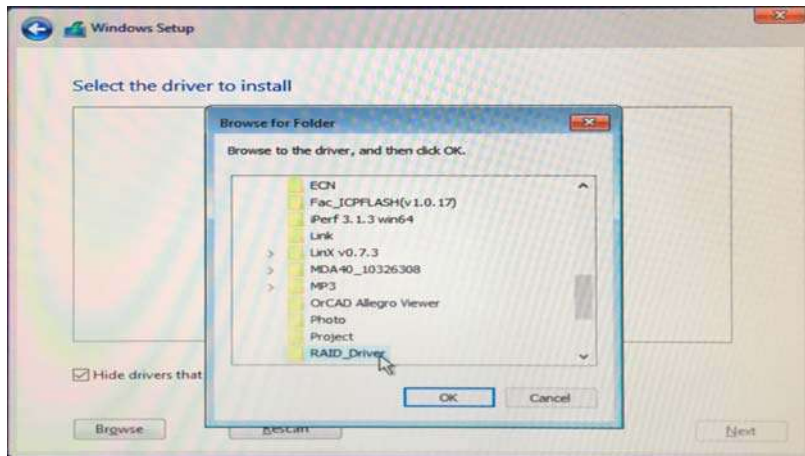 Windows Setup
Select the driver to install
Browse for Folder
Browse to the driver, and then click OK.
ECN
Fac_ICPFLASH(v1.0.17)
iPerf 3.1.3 win64
Link
LinX v0.7.3
MDA40_10326308
MP3
OrCAD Allegro Viewer
Photo
Project
RAID_Driver
Hide drivers that
OK
Cancel
Browse
Rescan
Next